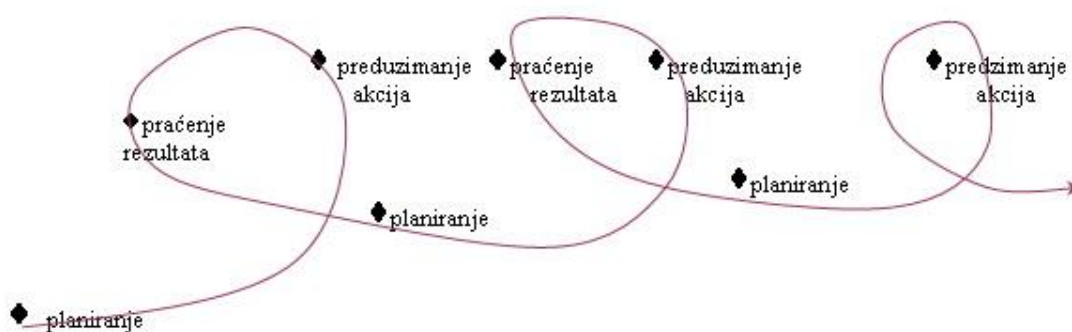 preduzimanje
akcija
praćenje
rezultata
preduzimanje
akcija
predzimanje
akcija
praćenje
rezultata
planiranje
planiranje
planiranje